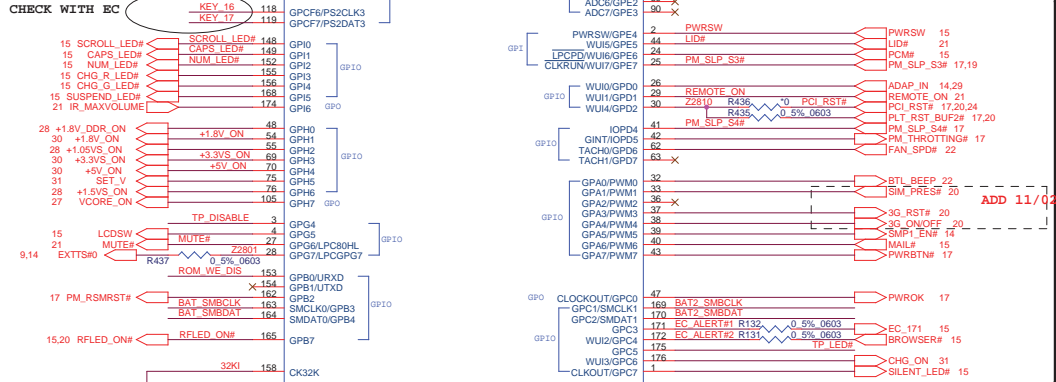 CHECK WITH EC
KEY_16 118 GPCF6/PS2CLK3
KEY_17 119 GPCF7/PS2DAT3
15 SCROLL_LED# SCROLL_LED# 148 GPI0
15 CAPS_LED# CAPS_LED# 149 GPI1
15 NUM_LED# NUM_LED# 152 GPI2
15 CHG_R_LED# 155 GPI3
15 CHG_G_LED# 156 GPI4
15 SUSPEND_LED# 168 GPI5
21 IR_MAXVOLUME 174 GPI6 GPO
GPIO
28 +1.8V_DDR_ON 48 GPH0
30 +1.8V_ON +1.8V_ON 54 GPH1
28 +1.05VS_ON 55 GPH2
30 +3.3VS_ON +3.3VS_ON 69 GPH3
30 +5V_ON +5V_ON 70 GPH4
31 SET_V 75 GPH5
28 +1.5VS_ON 76 GPH6
27 VCORE_ON 105 GPH7 GPO
GPIO
TP_DISABLE 3 GPG4
15 LCDSW 4 GPG5
21 MUTE# MUTE# 27 GPG6/LPC80HL
9,14 EXTTS#0 R437 0_5%_0603 Z2801 28 GPG7/LPCGPG7
GPIO
ROM_WE_DIS 153 GPB0/URXD
154 GPB1/UTXD
17 PM_RSMRST# 162 GPB2
BAT_SMBCLK 163 SMCLK0/GPB3
BAT_SMBDAT 164 SMDAT0/GPB4
15,20 RFLED_ON# RFLED_ON# 165 GPB7
GPIO
32KI 158 CK32K
ADC6/GPE2
ADC7/GPE3 90
PWRSW/GPE4 2 PWRSW PWRSW 15
WUI5/GPE5 44 LID# LID# 21
LPCPD/WUI6/GPE6 24 PCM# 15
CLKRUN/WUI7/GPE7 25 PM_SLP_S3# PM_SLP_S3# 17,19
GPI
WUI0/GPD0 26 ADAP_IN 14,29
WUI1/GPD1 29 REMOTE_ON REMOTE_ON 21
WUI4/GPD2 30 Z2810 R436 *0 PCI_RST# PCI_RST# 17,20,24
R435 0_5%_0603 PLT_RST_BUF2# 17,20
GPIO
IOPD4 41 PM_SLP_S4# PM_SLP_S4# 17
GINT/IOPD5 42 PM_THROTTING# 17
TACH0/GPD6 62 FAN_SPD# 22
TACH1/GPD7 63
GPIO
GPA0/PWM0 32 BTL_BEEP 22
GPA1/PWM1 33 SIM_PRES# 20
GPA2/PWM2 36
GPA3/PWM3 37 3G_RST# 20
GPA4/PWM4 38 3G_ON/OFF 20
GPA5/PWM5 39 SMP1_EN# 14
GPA6/PWM6 40 MAIL# 15
GPA7/PWM7 43 PWRBTN# 17
GPIO
ADD 11/02
GPO CLOCKOUT/GPC0 47 PWROK 17
GPC1/SMCLK1 169 BAT2_SMBCLK
GPC2/SMDAT1 170 BAT2_SMBDAT
GPC3 171 EC_ALERT#1 R132 0_5%_0603 EC_171 15
WUI2/GPC4 172 EC_ALERT#2 R131 0_5%_0603 BROWSER# 15
GPC5 175 TP_LED#
WUI3/GPC6 176 CHG_ON 31
CLKOUT/GPC7 1 SILENT_LED# 15
GPIO